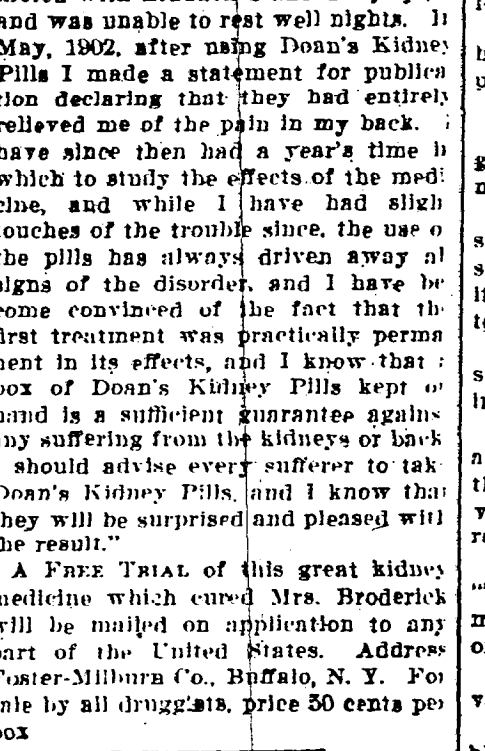 and was unable to rest well nights. I
May, 1902, after using Doan's Kidney
Pills I made a statement for publica
tion declaring that they had entirely
relieved me of the pain in my back.
have since then had a year's time i
which to study the effects of the medi
cine, and while I have had sligh
touches of the trouble since, the use o
the pills has always driven away al
signs of the disorder, and I have be
come convinced of the fact that th
first treatment was practically perma
nent in its effects, and I know that
box of Doan's Kidney Pills kept o
hand is a sufficient guarantee agains
any suffering from the kidneys or back
should advise every sufferer to tak
Doan's Kidney Pills, and I know tha
they will be surprised and pleased with
the result."
A FREE TRIAL of this great kidney
medicine which cured Mrs. Broderick
will be mailed on application to any
part of the United States. Address
Foster-Milburn Co., Buffalo, N. Y. For
sale by all druggists, price 50 cents per
box